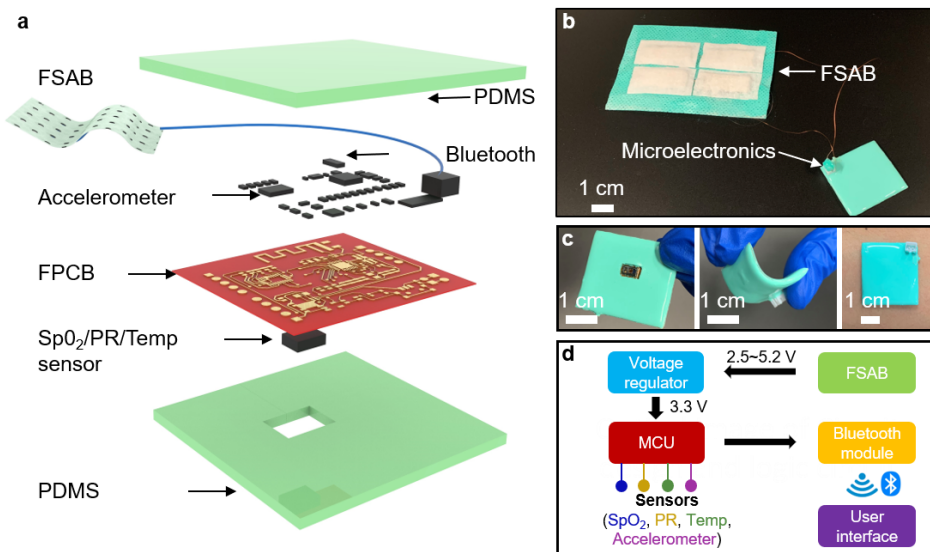 a
FSAB
PDMS
Bluetooth
Accelerometer
FPCB
Sp0₂/PR/Temp
sensor
PDMS
b
FSAB
Microelectronics
1 cm
c
1 cm
1 cm
1 cm
d
2.5~5.2 V
Voltage
regulator
FSAB
3.3 V
MCU
Bluetooth
module
Sensors
(SpO₂, PR, Temp,
Accelerometer)
User
interface